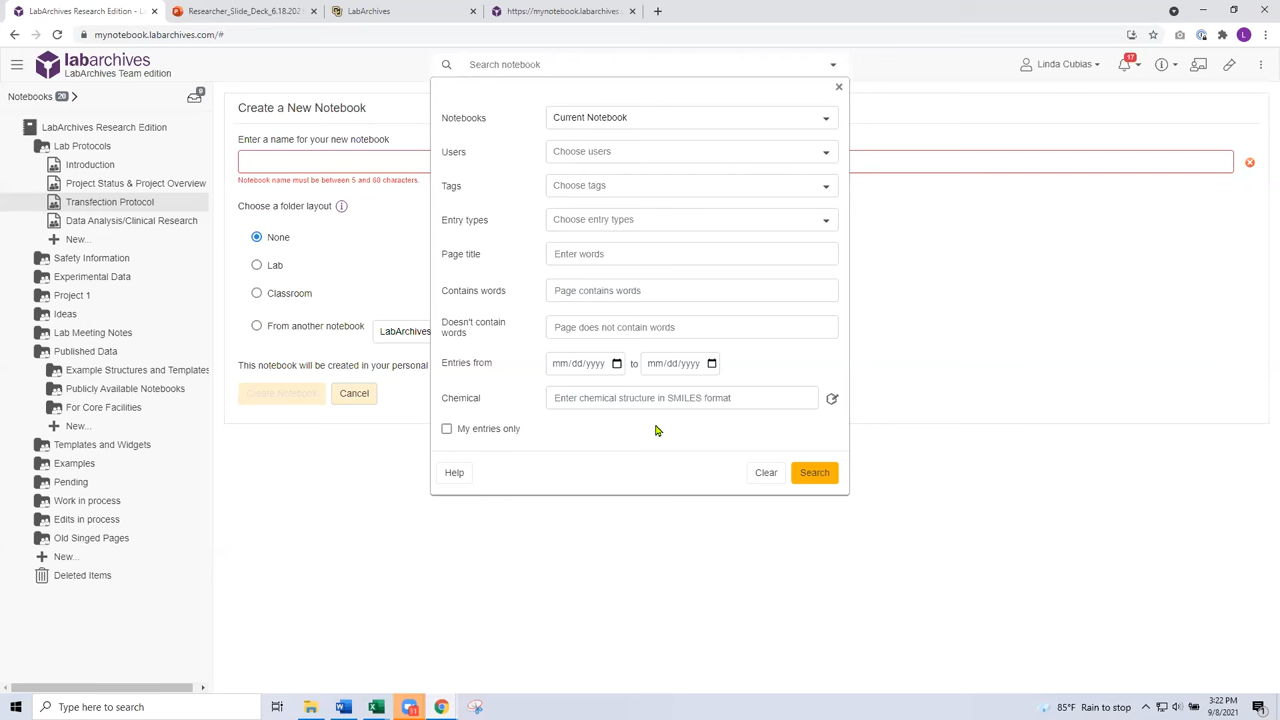 LabArchives Research Edition -
Researcher_Slide_Deck_6.18.202
LabArchives
https://mynotebook.labarchives.c
mynotebook.labarchives.com/#
L
labarchives
LabArchives Team edition
Search notebook
17
Linda Cubias
Notebooks 20
LabArchives Research Edition
Lab Protocols
Introduction
Project Status & Project Overview
Transfection Protocol
Data Analysis/Clinical Research
New...
Safety Information
Experimental Data
Project 1
Ideas
Lab Meeting Notes
Published Data
Example Structures and Templates
Publicly Available Notebooks
For Core Facilities
New...
Templates and Widgets
Examples
Pending
Work in process
Edits in process
Old Singed Pages
New...
Deleted Items
Create a New Notebook
Enter a name for your new notebook
Notebook name must be between 5 and 60 characters.
Choose a folder layout
None
Lab
Classroom
From another notebook
LabArchives
This notebook will be created in your personal
Create Notebook
Cancel
Notebooks Current Notebook
Users Choose users
Tags Choose tags
Entry types Choose entry types
Page title Enter words
Contains words Page contains words
Doesn't contain
words
Page does not contain words
Entries from mm/dd/yyyy to mm/dd/yyyy
Chemical Enter chemical structure in SMILES format
My entries only
Help Clear Search
Type here to search
85°F Rain to stop
3:22 PM
9/8/2021